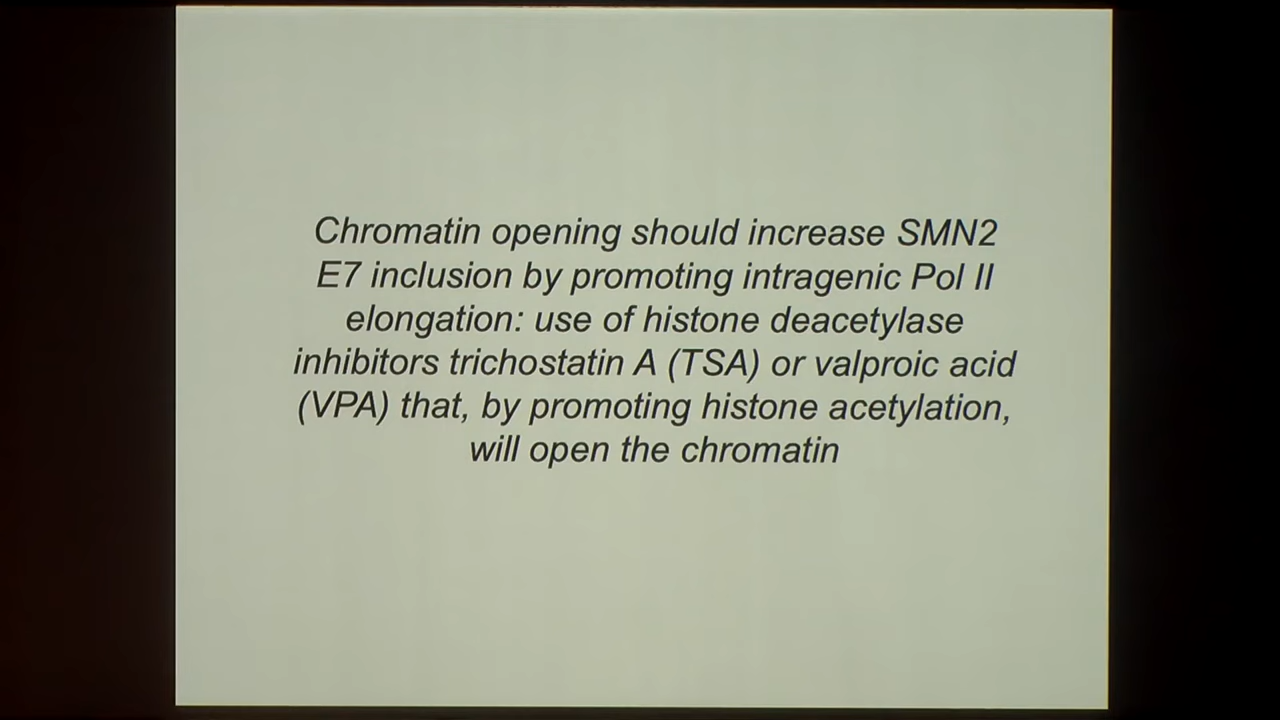 Chromatin opening should increase SMN2
E7 inclusion by promoting intragenic Pol II
elongation: use of histone deacetylase
inhibitors trichostatin A (TSA) or valproic acid
(VPA) that, by promoting histone acetylation,
will open the chromatin